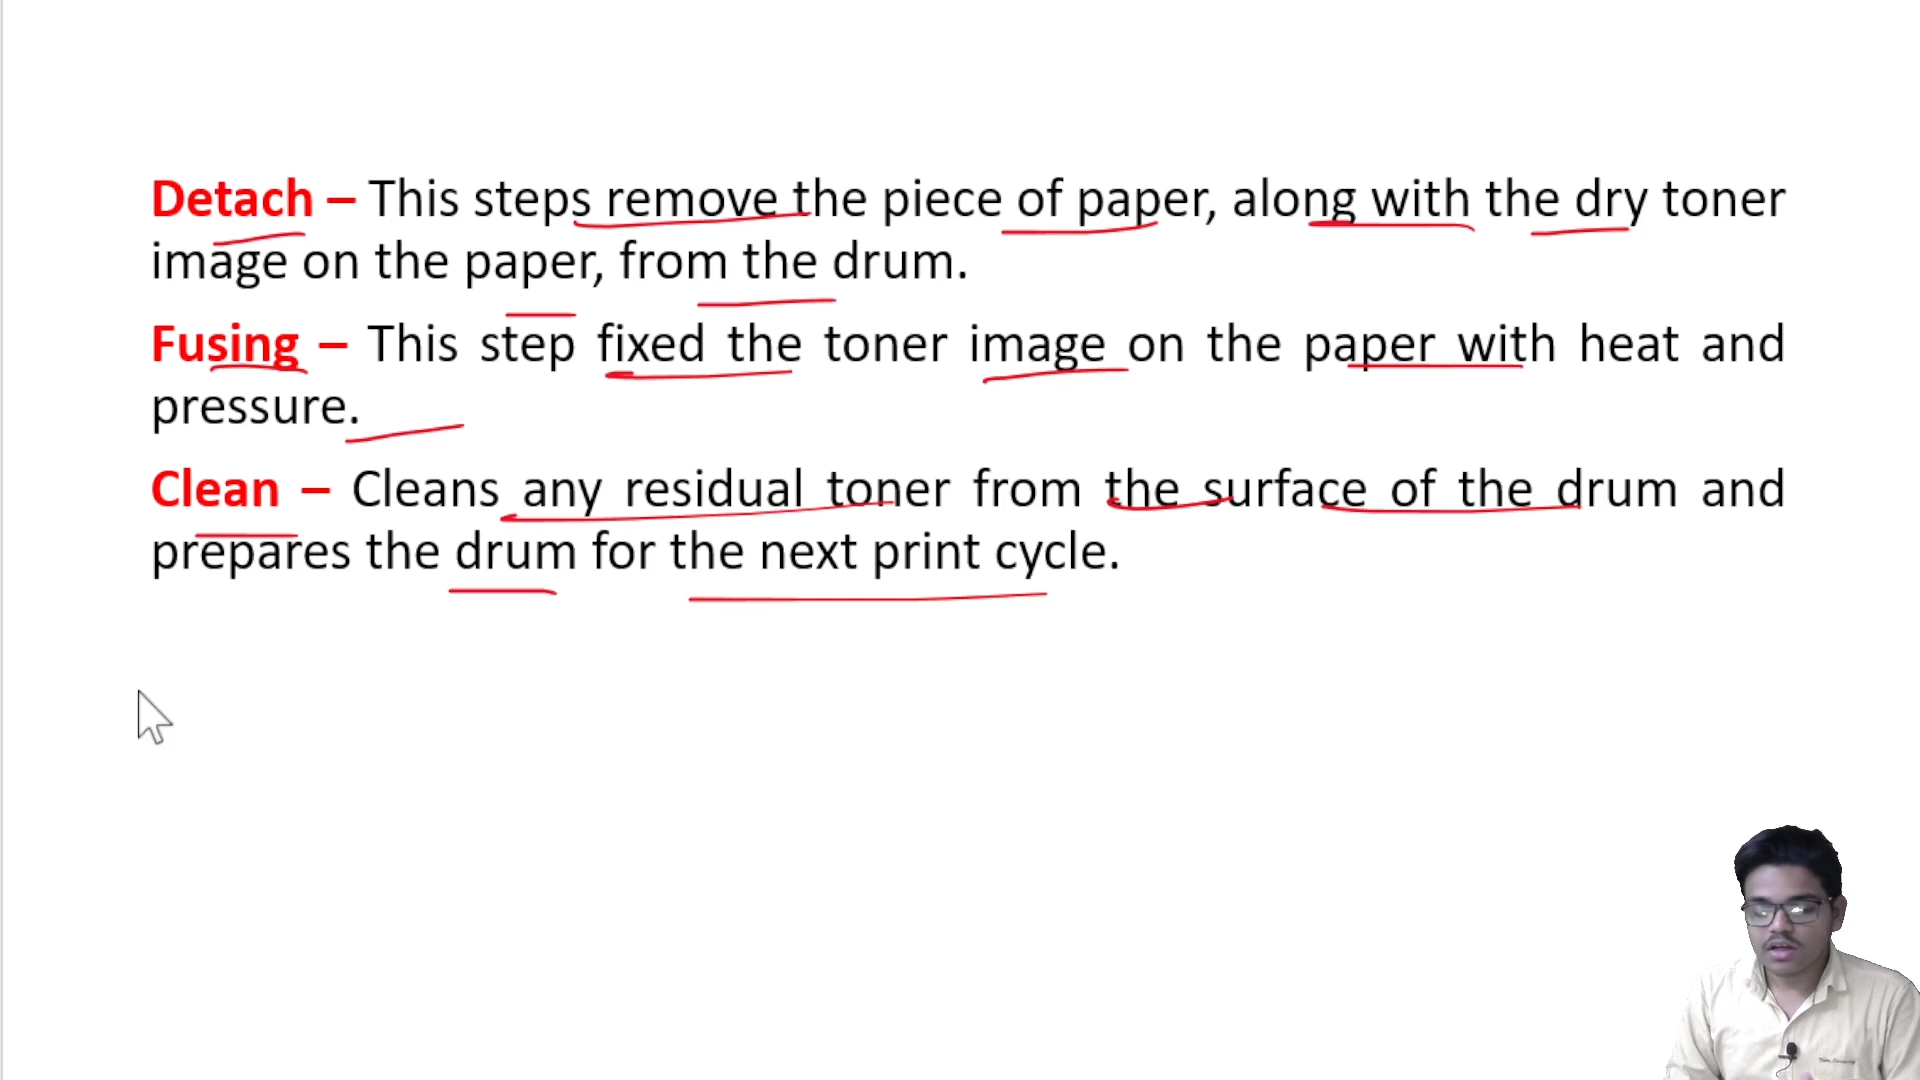 Detach – This steps remove the piece of paper, along with the dry toner
image on the paper, from the drum.
Fusing – This step fixed the toner image on the paper with heat and
pressure.
Clean – Cleans any residual toner from the surface of the drum and
prepares the drum for the next print cycle.